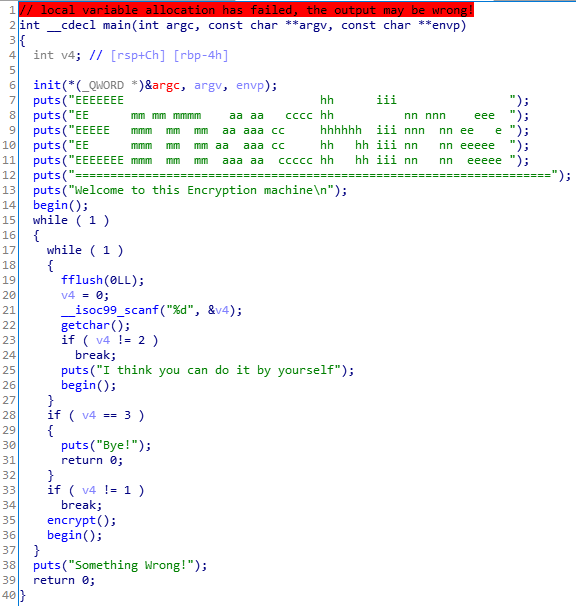 1 // local variable allocation has failed, the output may be wrong!
2 int __cdecl main(int argc, const char **argv, const char **envp)
3 {
4   int v4; // [rsp+Ch] [rbp-4h]
5
6   init(*(_QWORD *)&argc, argv, envp);
7   puts("EEEEEEE                            hh      iii                ");
8   puts("EE      mm mm mmmm    aa aa   cccc hh          nn nnn    eee  ");
9   puts("EEEEE   mmm  mm  mm  aa aaa cc     hhhhhh  iii nnn  nn ee   e ");
10   puts("EE      mmm  mm  mm aa  aaa cc     hh   hh iii nn   nn eeeee  ");
11   puts("EEEEEEE mmm  mm  mm  aaa aa  ccccc hh   hh iii nn   nn  eeeee ");
12   puts("====================================================================");
13   puts("Welcome to this Encryption machine\n");
14   begin();
15   while ( 1 )
16   {
17     while ( 1 )
18     {
19       fflush(0LL);
20       v4 = 0;
21       __isoc99_scanf("%d", &v4);
22       getchar();
23       if ( v4 != 2 )
24         break;
25       puts("I think you can do it by yourself");
26       begin();
27     }
28     if ( v4 == 3 )
29     {
30       puts("Bye!");
31       return 0;
32     }
33     if ( v4 != 1 )
34       break;
35     encrypt();
36     begin();
37   }
38   puts("Something Wrong!");
39   return 0;
40 }